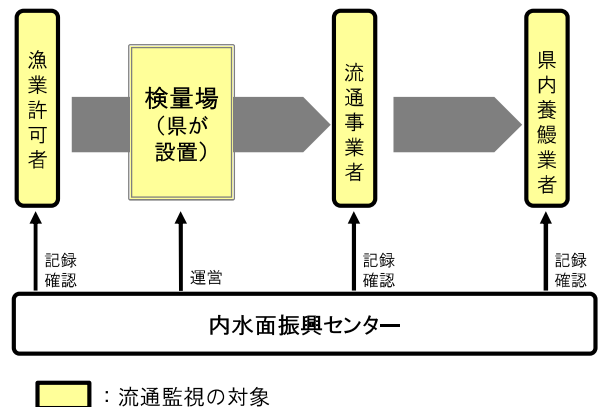 漁業許可者
検量場
（県が
設置）
流通事業者
県内養鰻業者
記録
確認
運営
記録
確認
記録
確認
内水面振興センター
：流通監視の対象